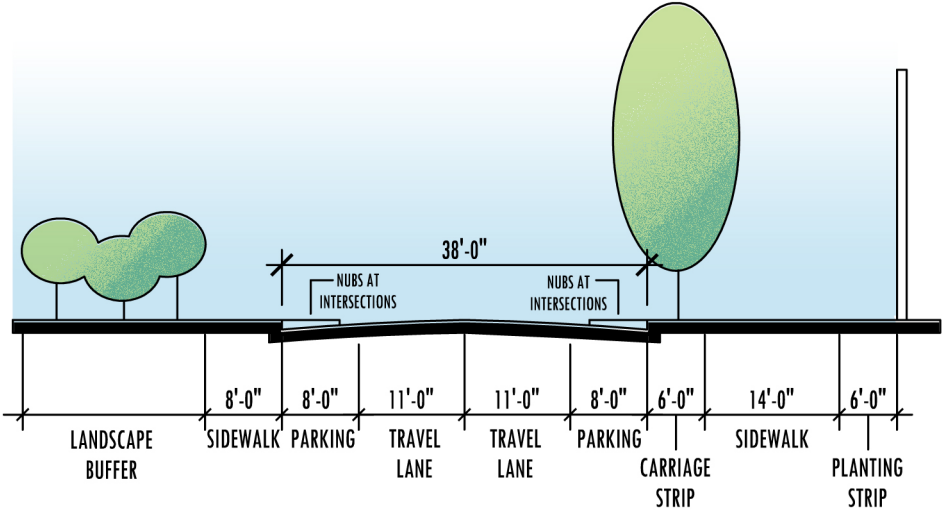 38'-0"
NUBS AT
INTERSECTIONS
NUBS AT
INTERSECTIONS
8'-0" 8'-0" 11'-0" 11'-0" 8'-0" 6'-0" 14'-0" 6'-0"
LANDSCAPE
BUFFER
SIDEWALK
PARKING
TRAVEL
LANE
TRAVEL
LANE
PARKING
CARRIAGE
STRIP
SIDEWALK
PLANTING
STRIP